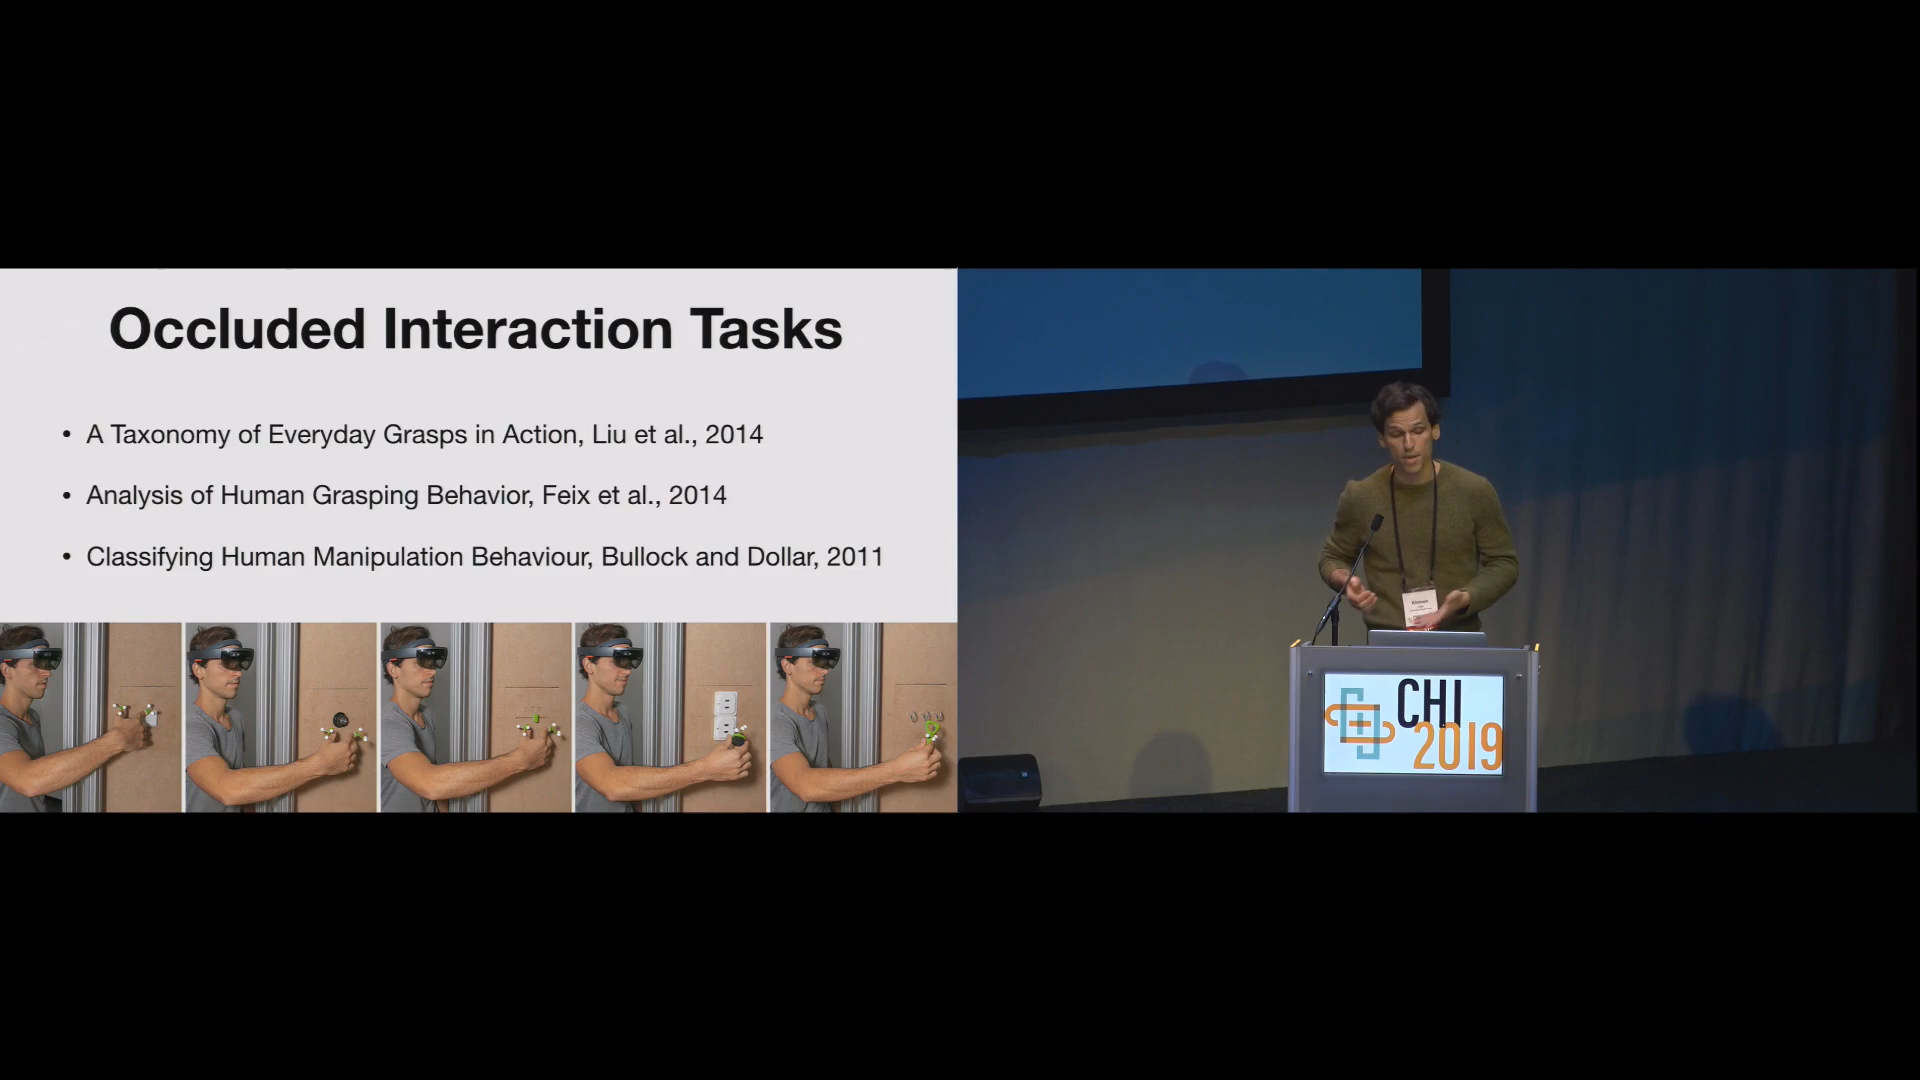 Occluded Interaction Tasks
• A Taxonomy of Everyday Grasps in Action, Liu et al., 2014
• Analysis of Human Grasping Behavior, Feix et al., 2014
• Classifying Human Manipulation Behaviour, Bullock and Dollar, 2011
CHI
2019